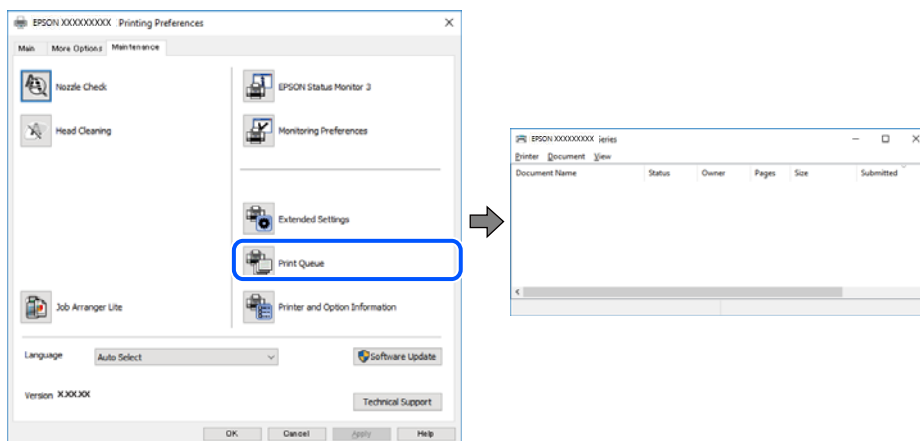 EPSON XXXXXXXXX Printing Preferences
Main More Options Maintenance
Nozzle Check
Head Cleaning
Job Arranger Lite
EPSON Status Monitor 3
Monitoring Preferences
Extended Settings
Print Queue
Printer and Option Information
Language Auto Select Software Update
Version X.XX.XX Technical Support
OK Cancel Apply Help
EPSON XXXXXXXXX ieries
Printer Document View
Document Name Status Owner Pages Size Submitted